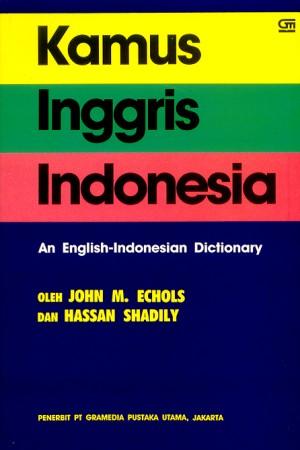 Kamus
Inggris
Indonesia
An English-Indonesian Dictionary
OLEH JOHN M. ECHOLS
DAN HASSAN SHADILY
PENERBIT PT GRAMEDIA PUSTAKA UTAMA, JAKARTA